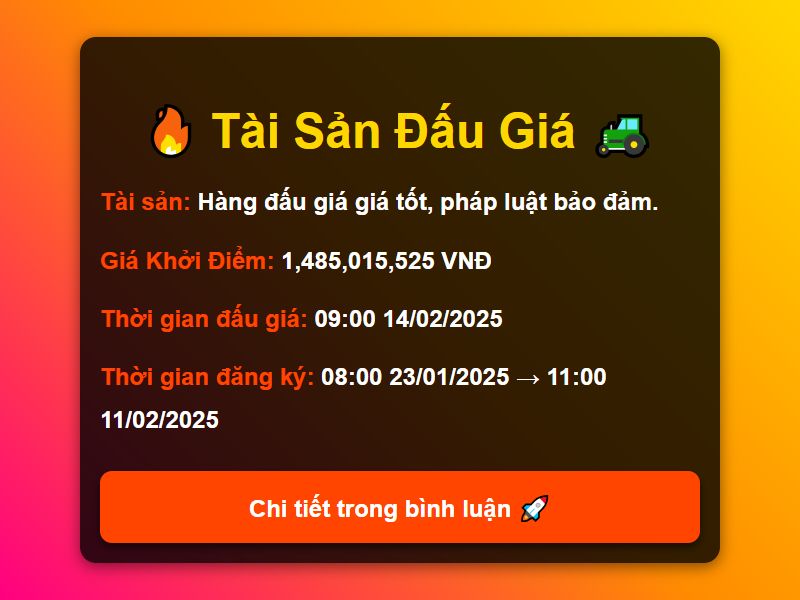 🔥 Tài Sản Đấu Giá 🚜
Tài sản: Hàng đấu giá giá tốt, pháp luật bảo đảm.
Giá Khởi Điểm: 1,485,015,525 VNĐ
Thời gian đấu giá: 09:00 14/02/2025
Thời gian đăng ký: 08:00 23/01/2025 → 11:00
11/02/2025
Chi tiết trong bình luận 🚀